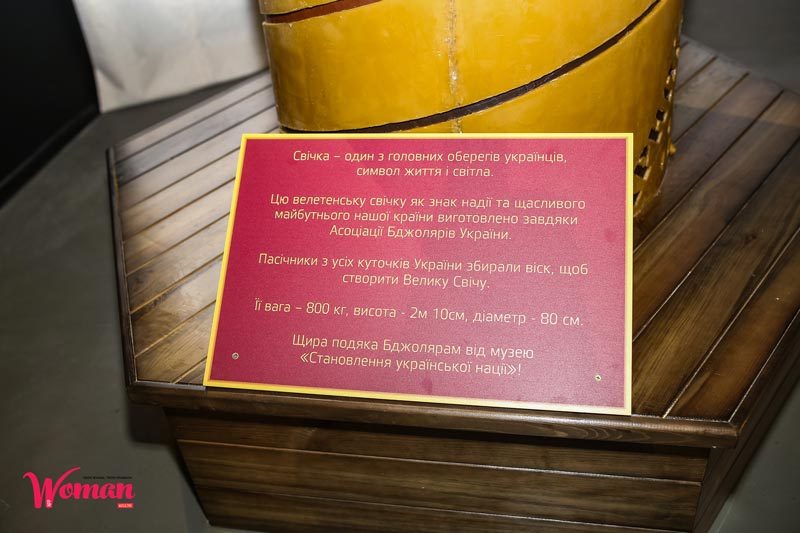 Свічка – один з головних оберегів українців,
символ життя і світла.
Цю велетенську свічку як знак надії та щасливого
майбутнього нашої країни виготовлено завдяки
Асоціації Бджолярів України.
Пасічники з усіх куточків України збирали віск, щоб
створити Велику Свічу.
Її вага – 800 кг, висота - 2м 10см, діаметр - 80 см.
Щира подяка Бджолярам від музею
«Становлення української нації»!
Woman